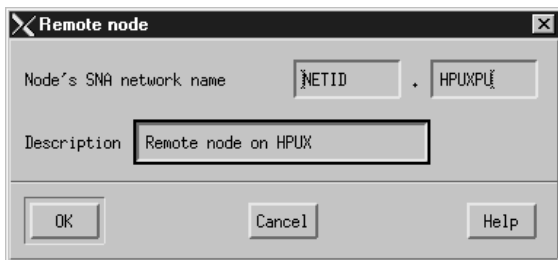 Remote node
Node's SNA network name NETID . HPUXPU
Description Remote node on HPUX
OK Cancel Help